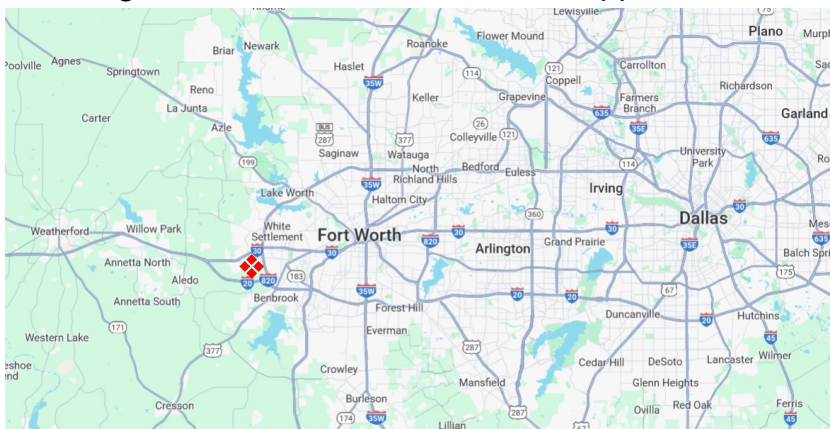 Lewisville
75
Plano
Flower Mound
Murph
Newark
Roanoke
Briar
Poolville
Agnes
Springtown
Haslet
121
Carrollton
114
Coppell
35W
Richardson
Reno
Keller
Grapevine
Farmers
Branch
La Junta
635
Garland
Carter
26
35E
Azle
BUS
287
377
Colleyville
121
635
Saginaw
Watauga
University
Park
199
North
Richland Hills
Bedford
Euless
114
35W
Irving
Lake Worth
Haltom City
30
360
Dallas
White
Settlement
Weatherford
Willow Park
Fort Worth
30
30
820
35E
635
30
30
Arlington
Grand Prairie
Annetta North
Balch Sprin
183
175
Aledo
20
820
67
Annetta South
Benbrook
35W
20
20
Forest Hill
Duncanville
Hutchins
171
20
Everman
45
Western Lake
287
377
Lancaster
Wilmer
Cedar Hill
DeSoto
Crowley
Glenn Heights
Mansfield
Burleson
Cresson
287
Red Oak
Ferris
Ovilla
174
35W
Lillian
67
45